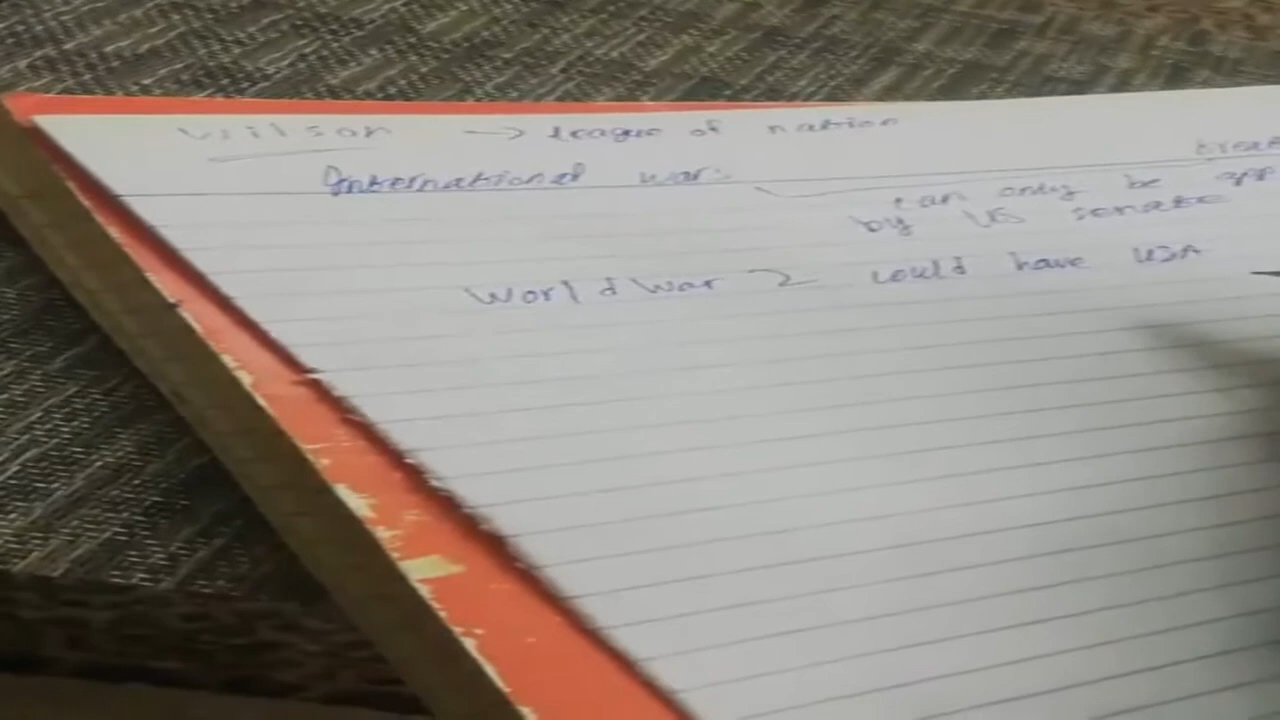 Wilson → league of nation
International war:
can only be
by US senate
World War 2 could have USA